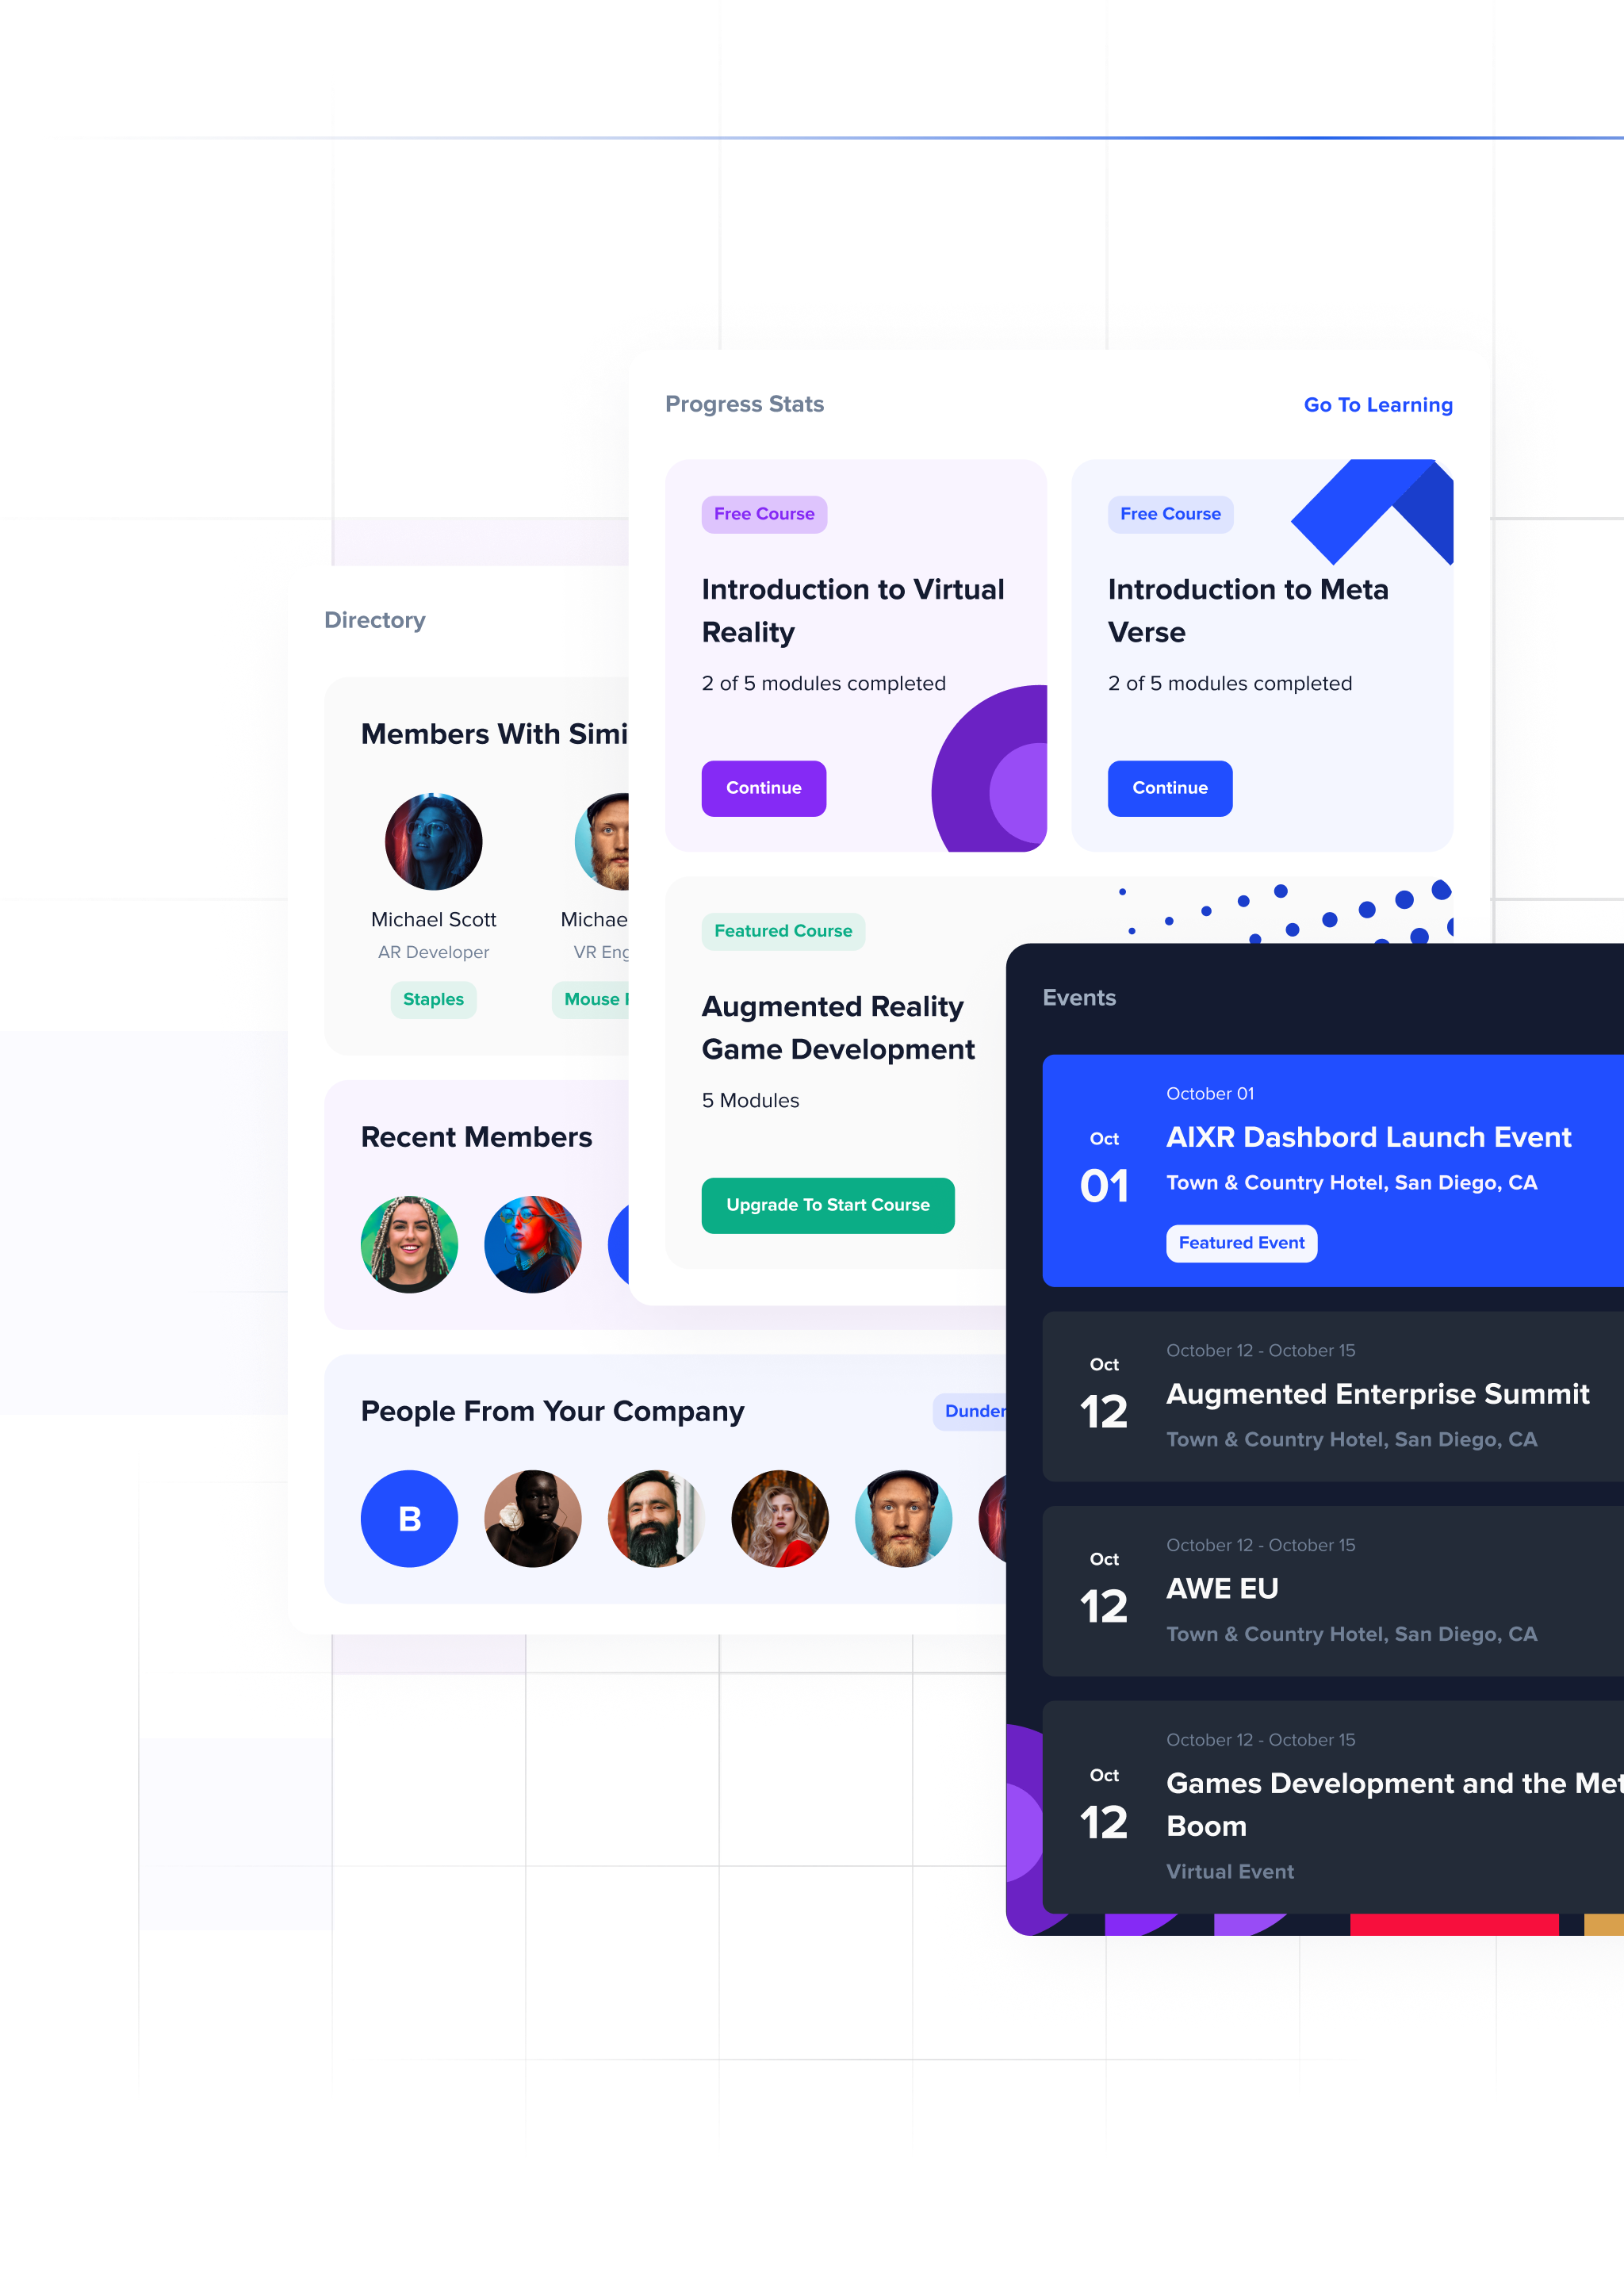 Progress Stats
Go To Learning
Free Course
Introduction to Virtual
Reality
2 of 5 modules completed
Continue
Free Course
Introduction to Meta
Verse
2 of 5 modules completed
Continue
Featured Course
Augmented Reality
Game Development
5 Modules
Upgrade To Start Course
Directory
Members With
Michael Scott
AR Developer
Staples
VR
Mouse
Recent Members
People From Your Company
Dunder
B
Events
Oct
01
October 01
AIXR Dashbord Launch Event
Town & Country Hotel, San Diego, CA
Featured Event
Oct
12
October 12 - October 15
Augmented Enterprise Summit
Town & Country Hotel, San Diego, CA
Oct
12
October 12 - October 15
AWE EU
Town & Country Hotel, San Diego, CA
Oct
12
October 12 - October 15
Games Development and the
Boom
Virtual Event